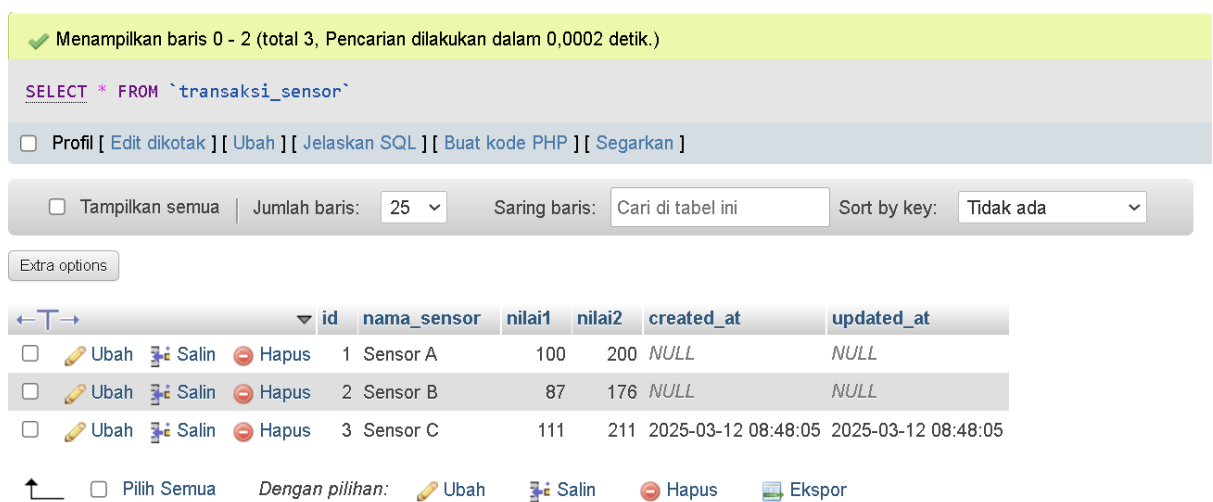 Menampilkan baris 0 - 2 (total 3, Pencarian dilakukan dalam 0,0002 detik.)
SELECT * FROM `transaksi_sensor`
Profil [ Edit dikotak ] [ Ubah ] [ Jelaskan SQL ] [ Buat kode PHP ] [ Segarkan ]
Tampilkan semua | Jumlah baris: 25 Saring baris: Cari di tabel ini Sort by key: Tidak ada
Extra options
←T→ id nama_sensor nilai1 nilai2 created_at updated_at
Ubah Salin Hapus 1 Sensor A 100 200 NULL NULL
Ubah Salin Hapus 2 Sensor B 87 176 NULL NULL
Ubah Salin Hapus 3 Sensor C 111 211 2025-03-12 08:48:05 2025-03-12 08:48:05
Pilih Semua Dengan pilihan: Ubah Salin Hapus Ekspor